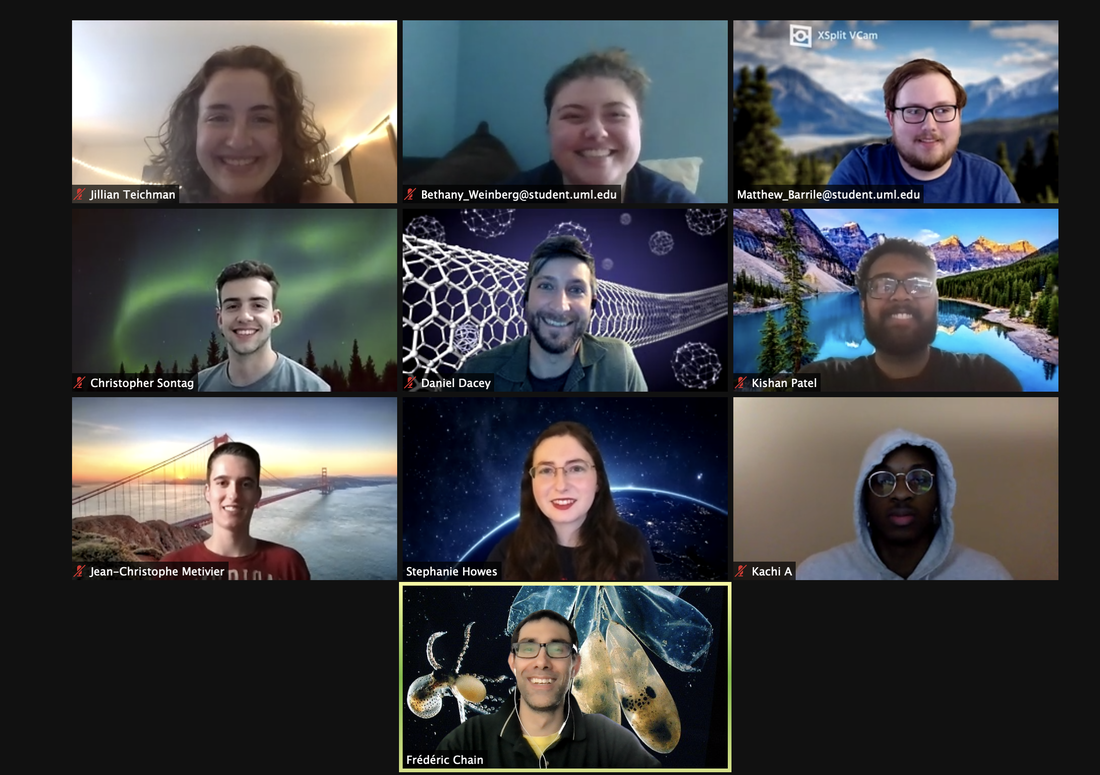 XSplit VCam
Jillian Teichman
Bethany_Weinberg@student.uml.edu
Matthew_Barrile@student.uml.edu
Christopher Sontag
Daniel Dacey
Kishan Patel
Jean-Christophe Metivier
Stephanie Howes
Kachi A
Frédéric Chain